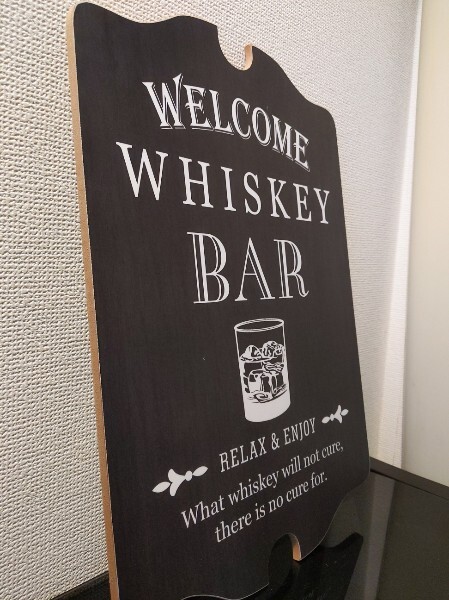 WELCOME
WHISKEY
BAR
RELAX & ENJOY
What whiskey will not cure,
there is no cure for.